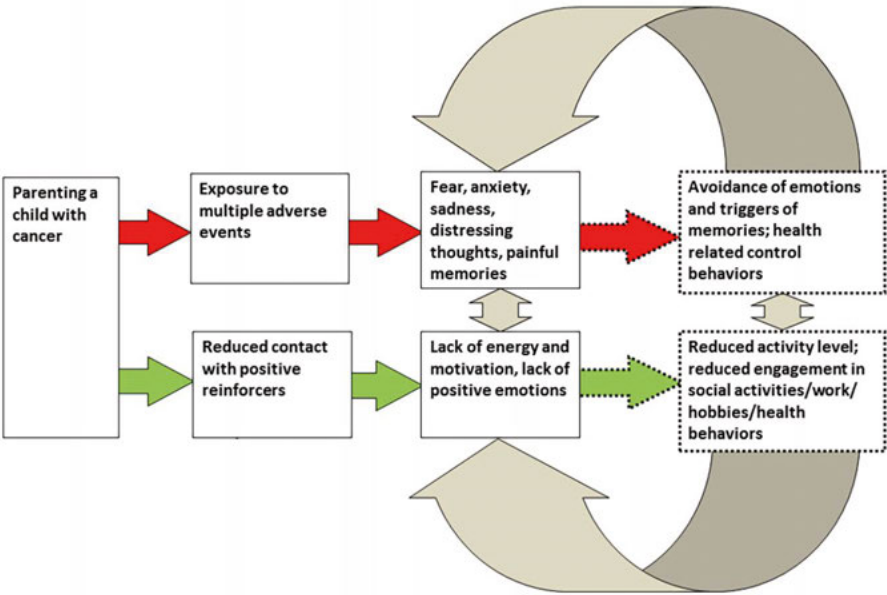 Parenting a
child with
cancer
Exposure to
multiple adverse
events
Fear, anxiety,
sadness,
distressing
thoughts, painful
memories
Avoidance of emotions
and triggers of
memories; health
related control
behaviors
Reduced contact
with positive
reinforcers
Lack of energy and
motivation, lack of
positive emotions
Reduced activity level;
reduced engagement in
social activities/work/
hobbies/health
behaviors